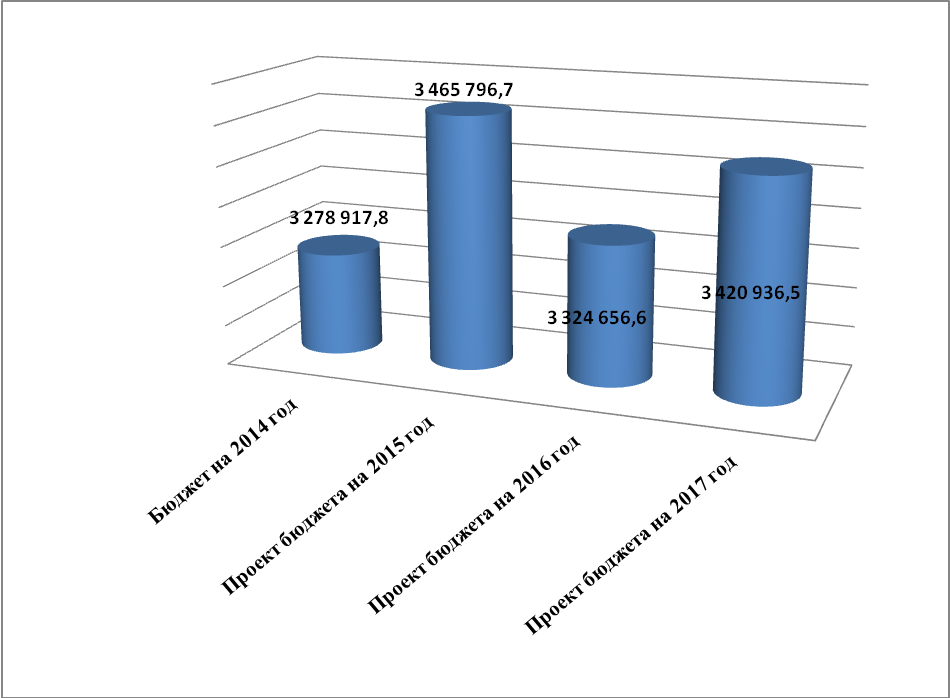 3 465 796,7
3 278 917,8
3 420 936,5
3 324 656,6
Бюджет на 2014 год
Проект бюджета на 2015 год
Проект бюджета на 2016 год
Проект бюджета на 2017 год